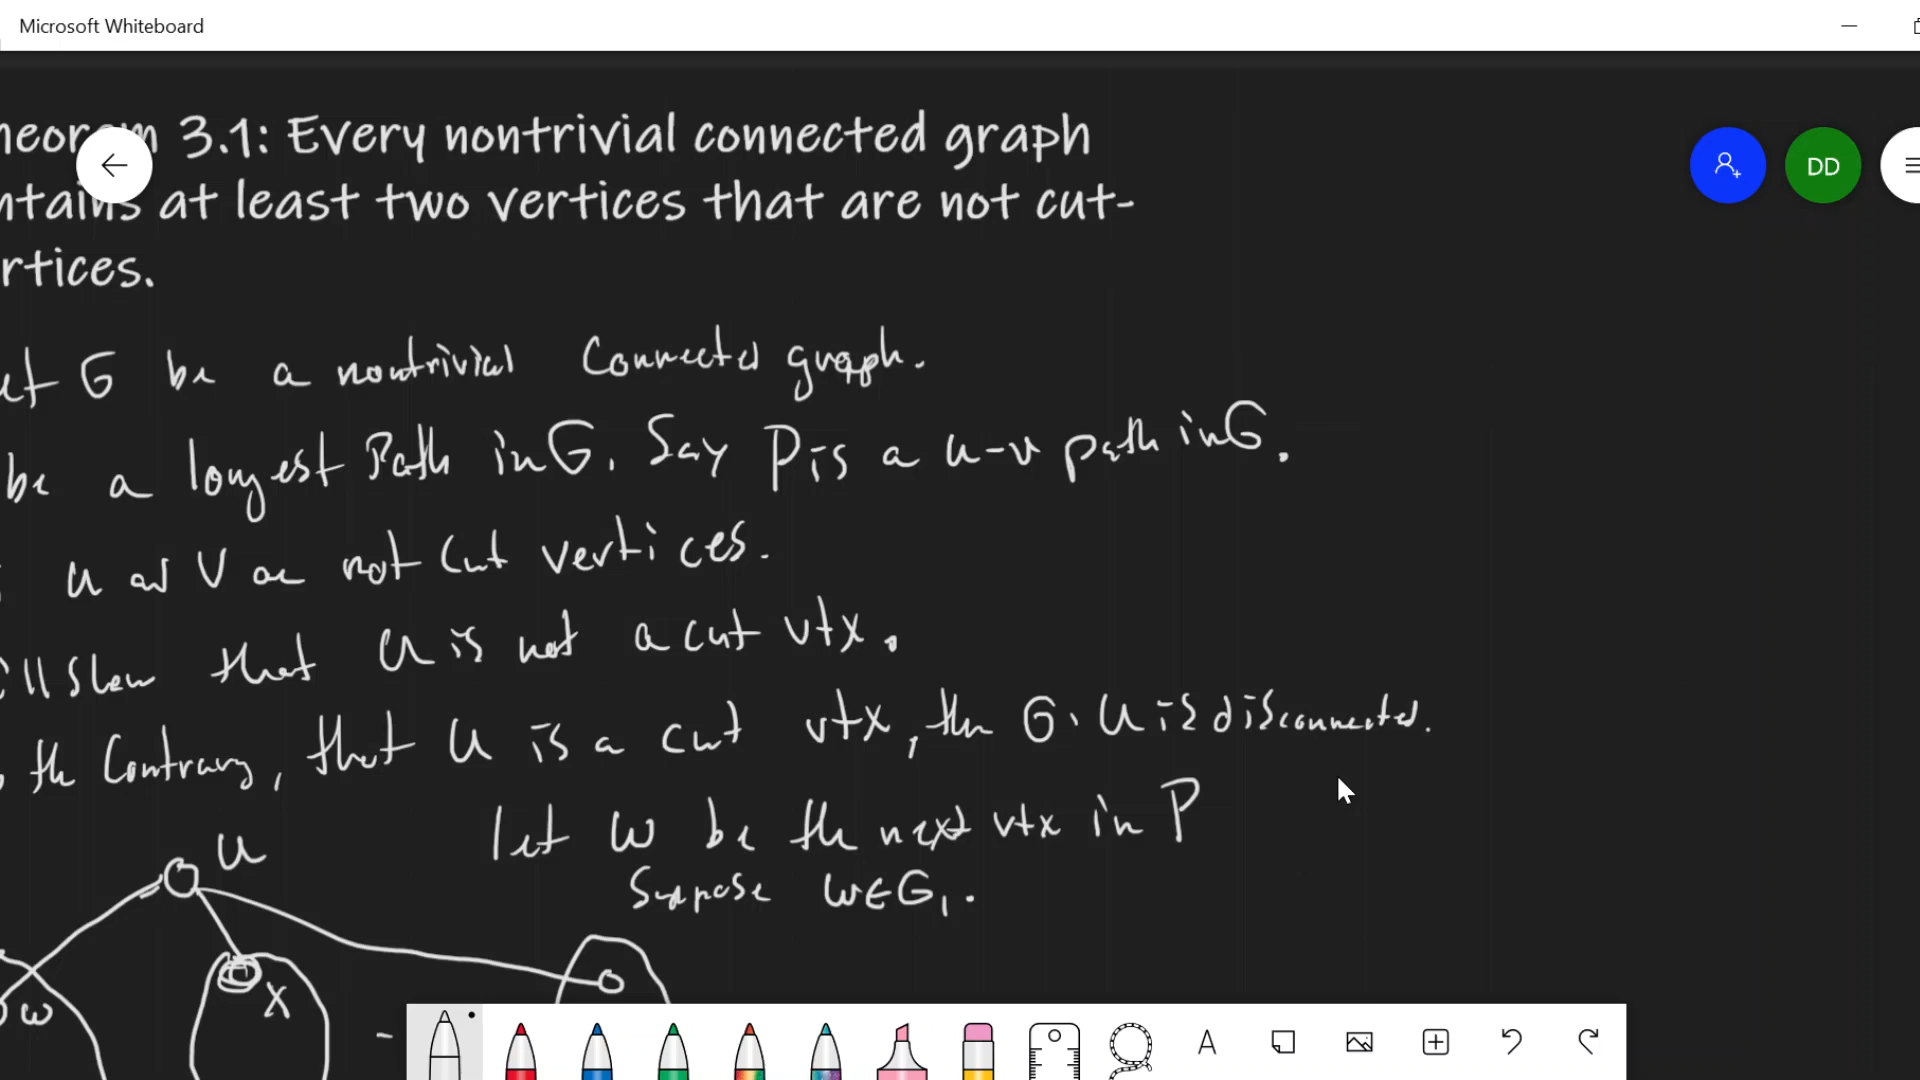 Microsoft Whiteboard
heorem 3.1: Every nontrivial connected graph
ntains at least two vertices that are not cut-
rtices.
et G be a nontrivial Connected graph.
be a longest Path in G. Say P is a u-v path in G.
u and V are not cut vertices.
ill show that U is not a cut vtx.
the Contrary, that U is a cut vtx, then G-U is disconnected.
let w be the next vtx in P
Suppose w∈G₁.
u
w
x
DD
A